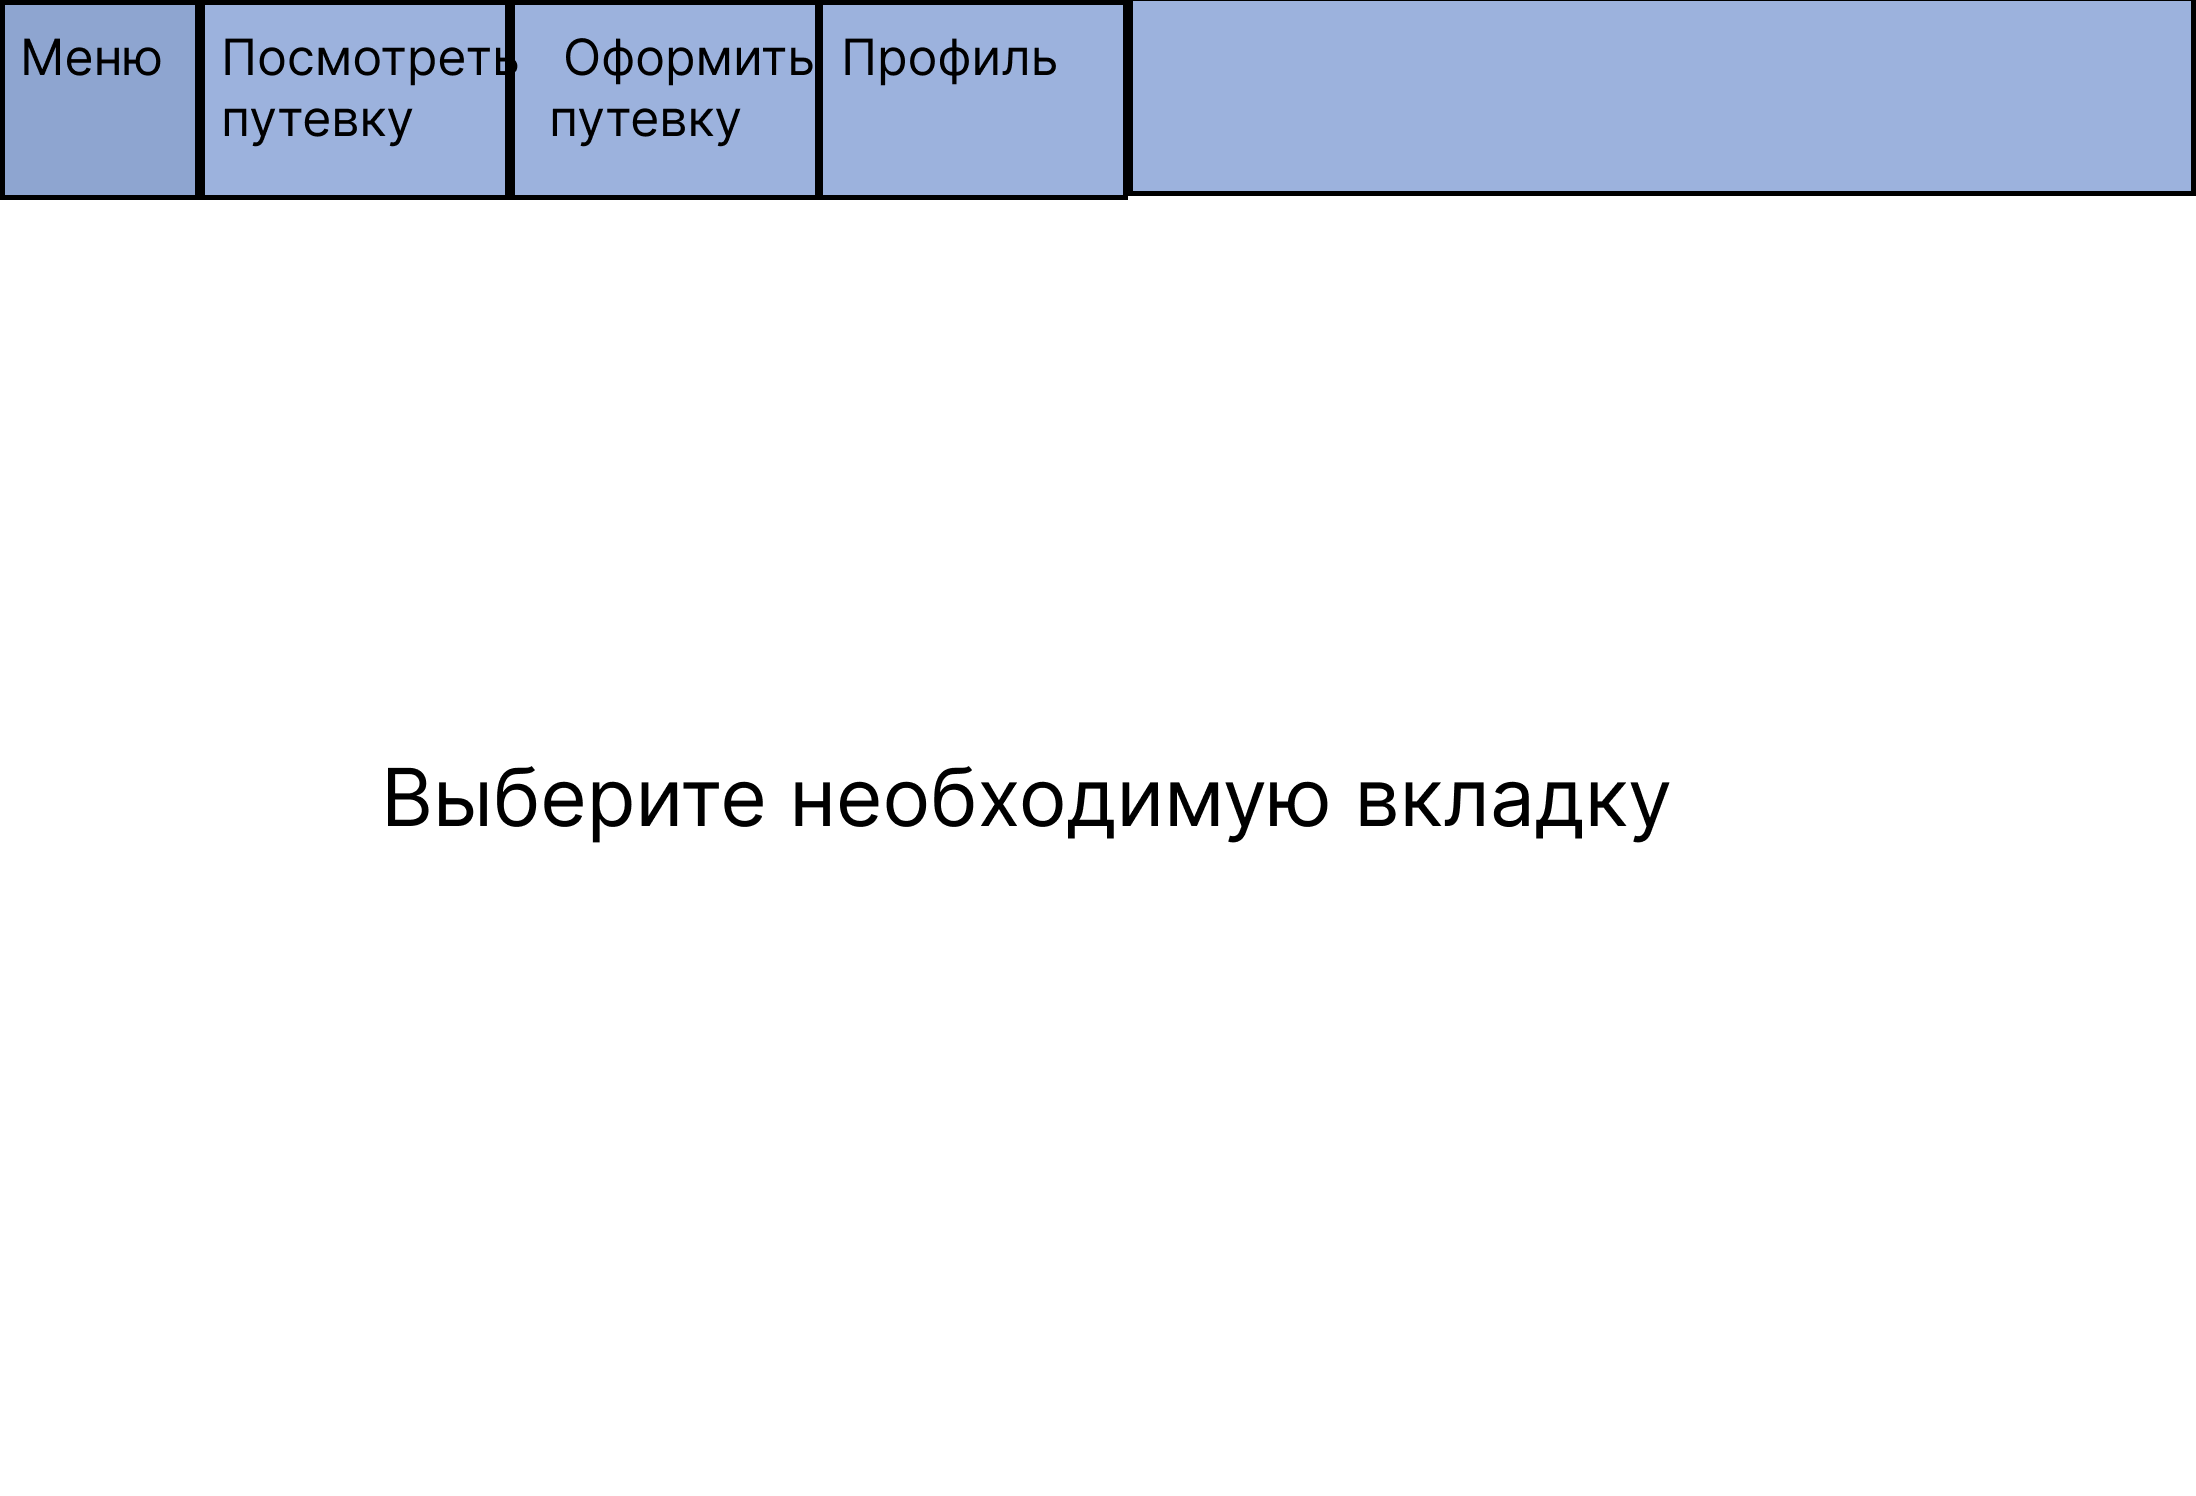 Меню
Посмотреть
путевку
Оформить
путевку
Профиль
Выберите необходимую вкладку